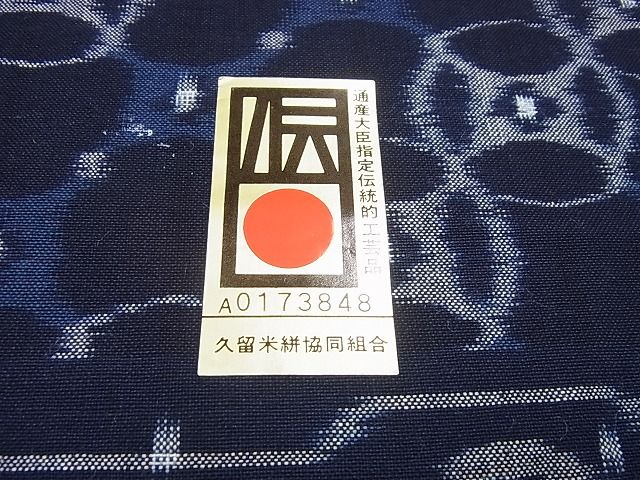 伝
通産大臣指定伝統的工芸品
A0173848
久留米絣協同組合